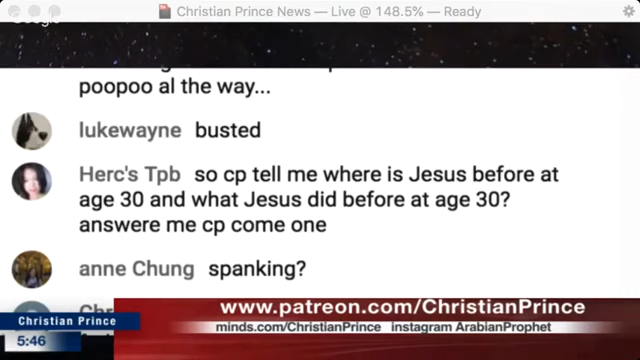 Christian Prince News — Live @ 148.5% — Ready
Google
poopoo al the way...
lukewayne busted
Herc's Tpb so cp tell me where is Jesus before at
age 30 and what Jesus did before at age 30?
answere me cp come one
anne Chung spanking?
www.patreon.com/ChristianPrince
minds.com/ChristianPrince instagram ArabianProphet
Christian Prince
5:46